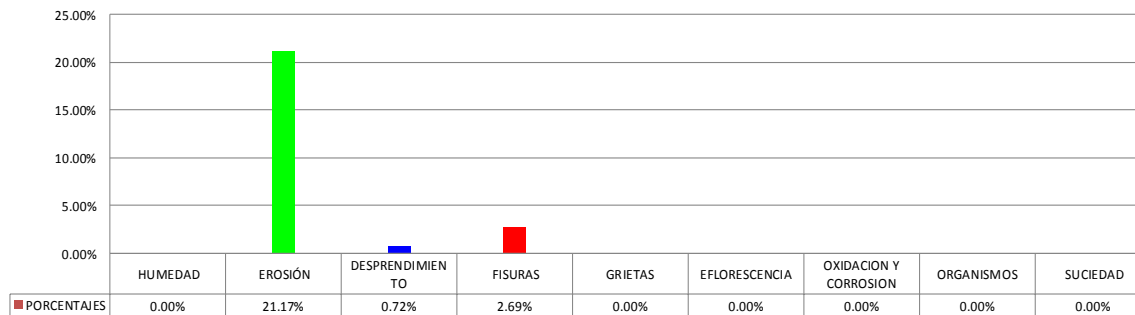 25.00%
20.00%
15.00%
10.00%
5.00%
0.00%
HUMEDAD EROSIÓN DESPRENDIMIEN FISURAS GRIETAS EFLORESCENCIA OXIDACION Y ORGANISMOS SUCIEDAD
TO CORROSION
PORCENTAJES 0.00% 21.17% 0.72% 2.69% 0.00% 0.00% 0.00% 0.00% 0.00%